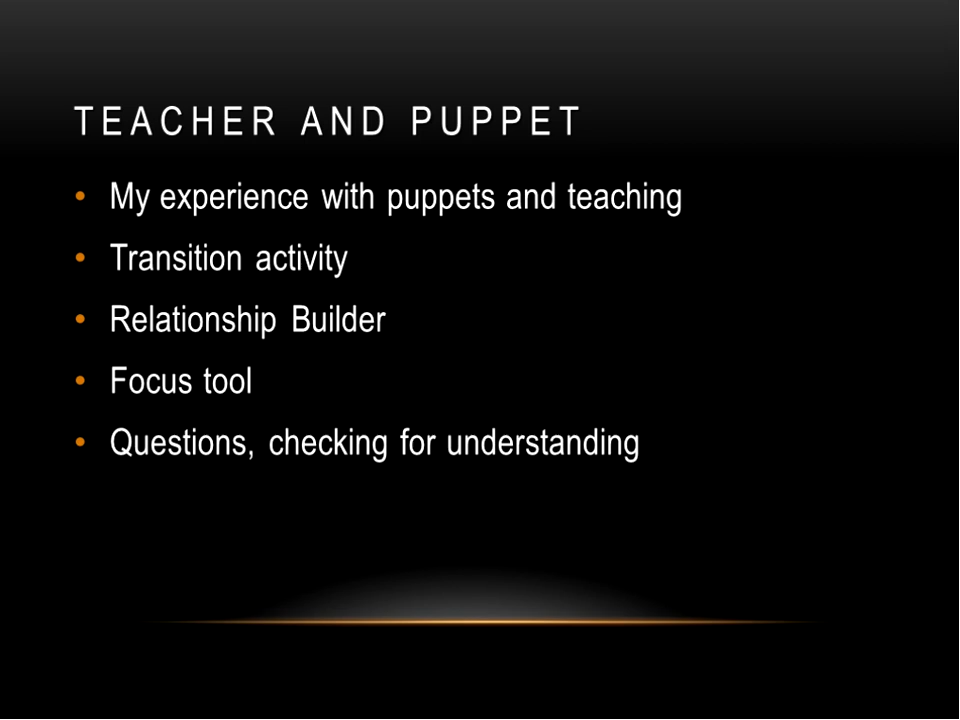 TEACHER AND PUPPET
• My experience with puppets and teaching
• Transition activity
• Relationship Builder
• Focus tool
• Questions, checking for understanding